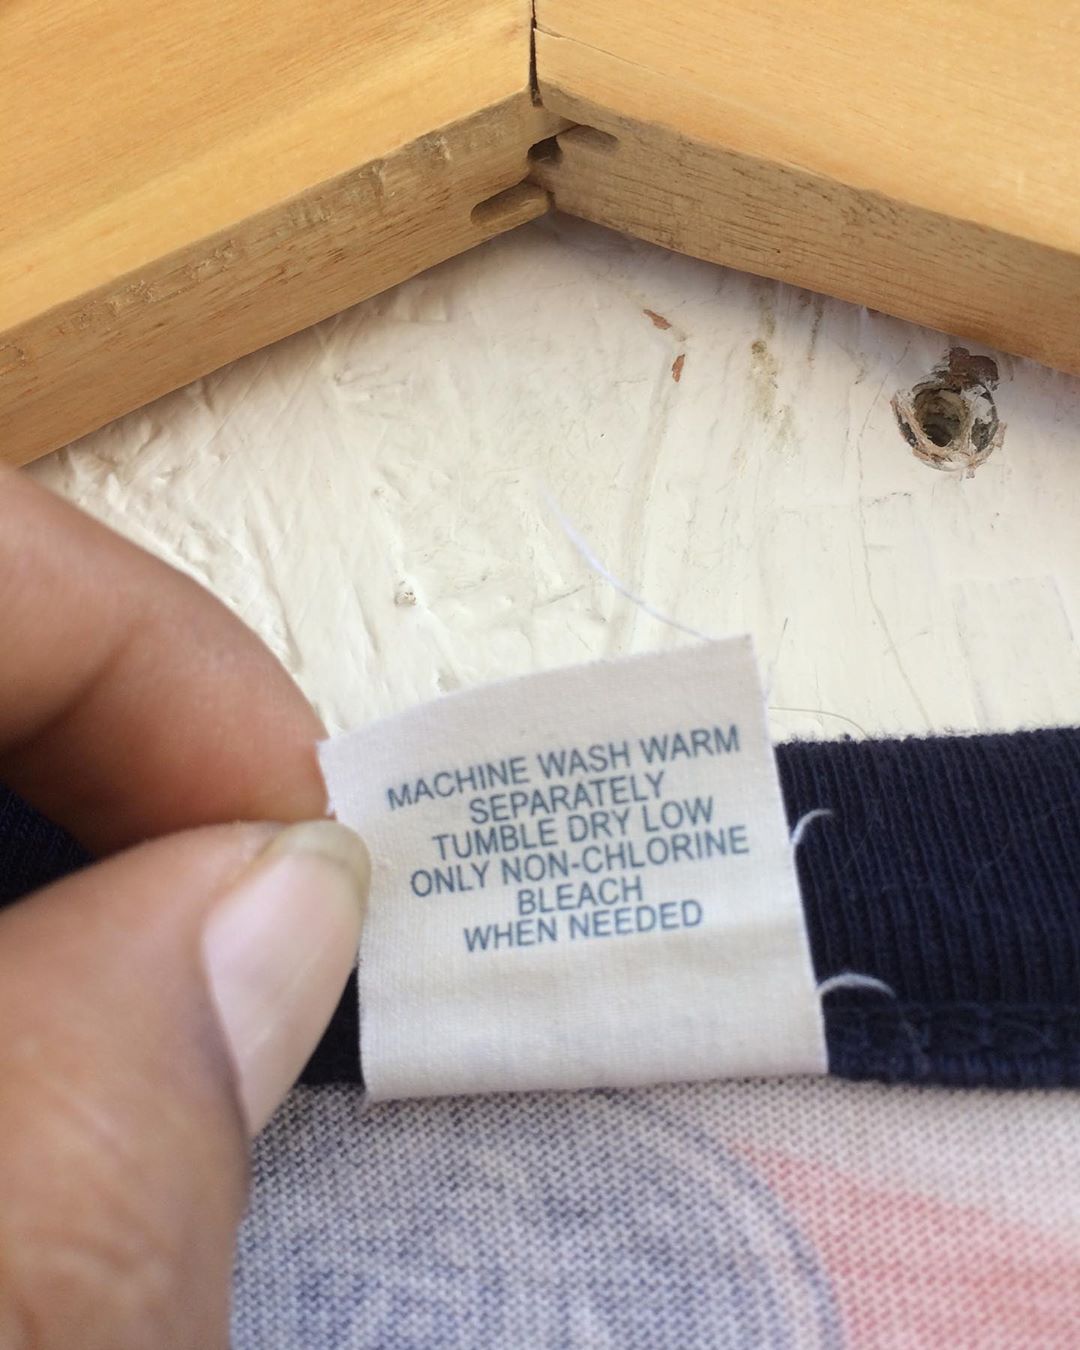 MACHINE WASH WARM
SEPARATELY
TUMBLE DRY LOW
ONLY NON-CHLORINE
BLEACH
WHEN NEEDED